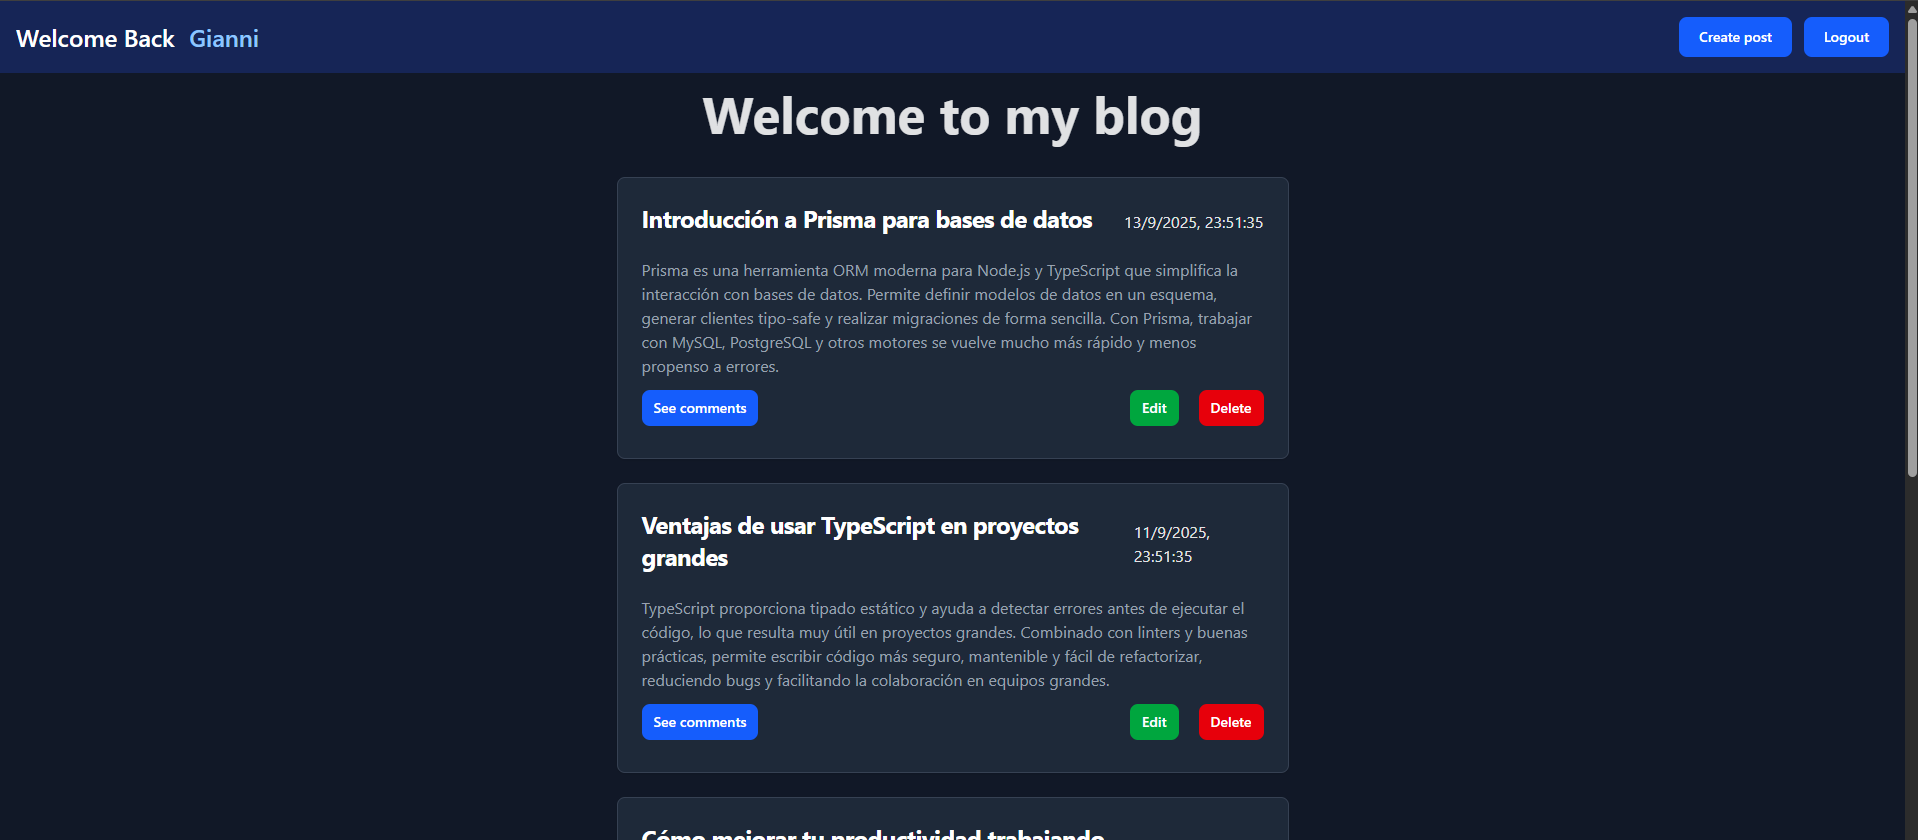 Welcome Back Gianni
Create post
Logout
Welcome to my blog
Introducción a Prisma para bases de datos
13/9/2025, 23:51:35
Prisma es una herramienta ORM moderna para Node.js y TypeScript que simplifica la
interacción con bases de datos. Permite definir modelos de datos en un esquema,
generar clientes tipo-safe y realizar migraciones de forma sencilla. Con Prisma, trabajar
con MySQL, PostgreSQL y otros motores se vuelve mucho más rápido y menos
propenso a errores.
See comments
Edit
Delete
Ventajas de usar TypeScript en proyectos
grandes
11/9/2025,
23:51:35
TypeScript proporciona tipado estático y ayuda a detectar errores antes de ejecutar el
código, lo que resulta muy útil en proyectos grandes. Combinado con linters y buenas
prácticas, permite escribir código más seguro, mantenible y fácil de refactorizar,
reduciendo bugs y facilitando la colaboración en equipos grandes.
See comments
Edit
Delete
Cómo mejorar tu productividad trabajando